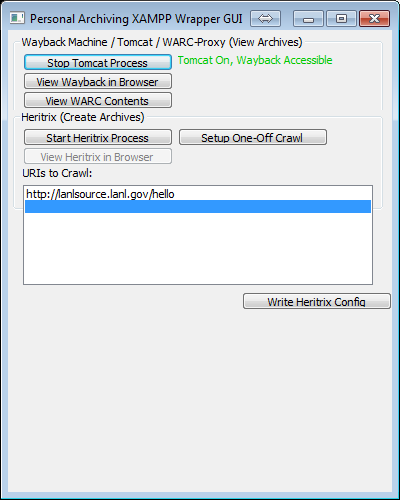 Personal Archiving XAMPP Wrapper GUI
Wayback Machine / Tomcat / WARC-Proxy (View Archives)
Stop Tomcat Process
Tomcat On, Wayback Accessible
View Wayback in Browser
View WARC Contents
Heritrix (Create Archives)
Start Heritrix Process
Setup One-Off Crawl
View Heritrix in Browser
URIs to Crawl:
http://lanlsource.lanl.gov/hello
Write Heritrix Config